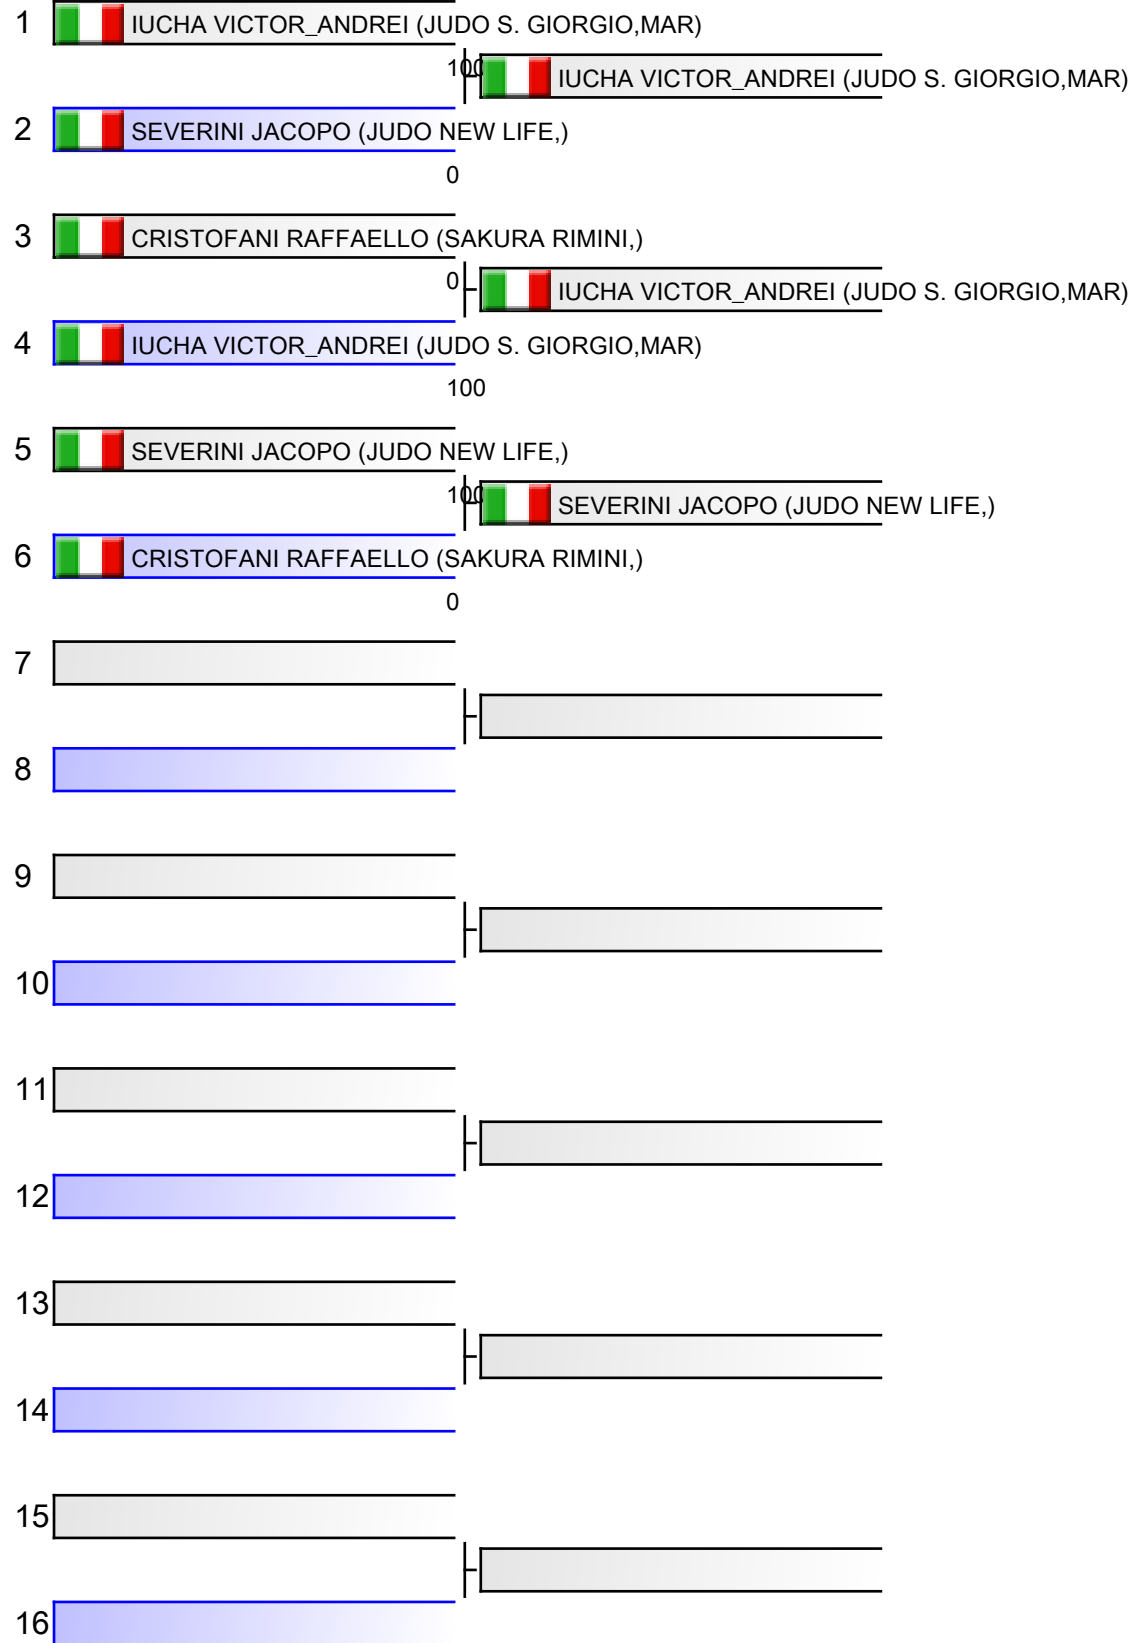 1 IUCHA VICTOR_ANDREI (JUDO S. GIORGIO,MAR)
100 IUCHA VICTOR_ANDREI (JUDO S. GIORGIO,MAR)
2 SEVERINI JACOPO (JUDO NEW LIFE,)
0
3 CRISTOFANI RAFFAELLO (SAKURA RIMINI,)
0 IUCHA VICTOR_ANDREI (JUDO S. GIORGIO,MAR)
4 IUCHA VICTOR_ANDREI (JUDO S. GIORGIO,MAR)
100
5 SEVERINI JACOPO (JUDO NEW LIFE,)
100 SEVERINI JACOPO (JUDO NEW LIFE,)
6 CRISTOFANI RAFFAELLO (SAKURA RIMINI,)
0
7
8
9
10
11
12
13
14
15
16